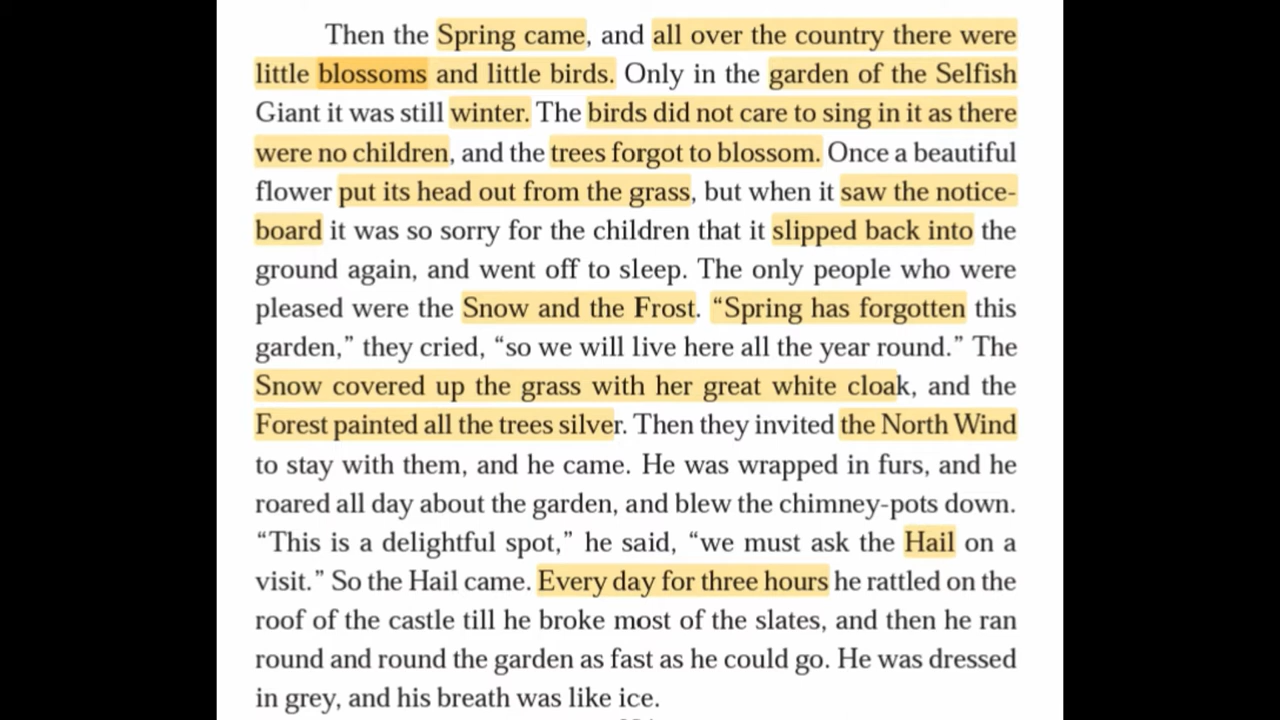 Then the Spring came, and all over the country there were
little blossoms and little birds. Only in the garden of the Selfish
Giant it was still winter. The birds did not care to sing in it as there
were no children, and the trees forgot to blossom. Once a beautiful
flower put its head out from the grass, but when it saw the notice-
board it was so sorry for the children that it slipped back into the
ground again, and went off to sleep. The only people who were
pleased were the Snow and the Frost. “Spring has forgotten this
garden,” they cried, “so we will live here all the year round.” The
Snow covered up the grass with her great white cloak, and the
Forest painted all the trees silver. Then they invited the North Wind
to stay with them, and he came. He was wrapped in furs, and he
roared all day about the garden, and blew the chimney-pots down.
“This is a delightful spot,” he said, “we must ask the Hail on a
visit.” So the Hail came. Every day for three hours he rattled on the
roof of the castle till he broke most of the slates, and then he ran
round and round the garden as fast as he could go. He was dressed
in grey, and his breath was like ice.